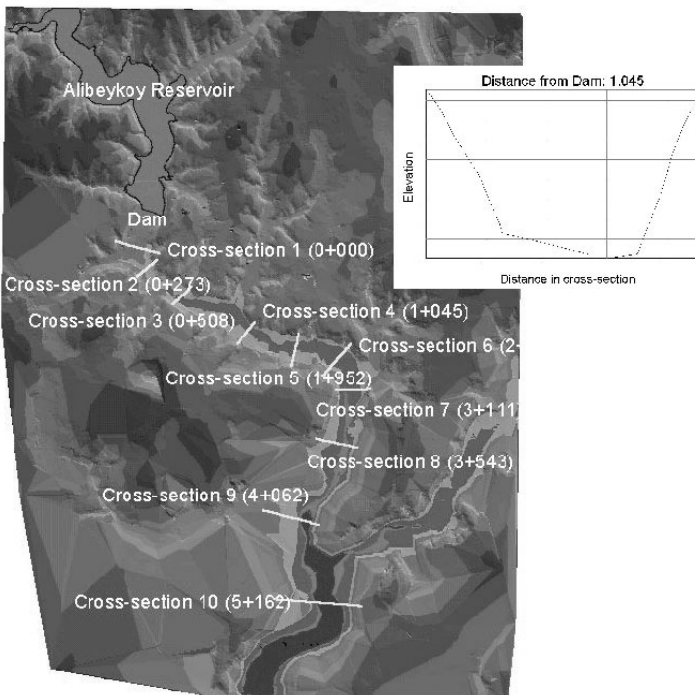 Alibeykoy Reservoir
Distance from Dam: 1.045
Elevation
Distance in cross-section
Dam
Cross-section 1 (0+000)
Cross-section 2 (0+273)
Cross-section 3 (0+508)
Cross-section 4 (1+045)
Cross-section 6 (2-
Cross-section 5 (1+952)
Cross-section 7 (3+111
Cross-section 8 (3+543)
Cross-section 9 (4+062)
Cross-section 10 (5+162)